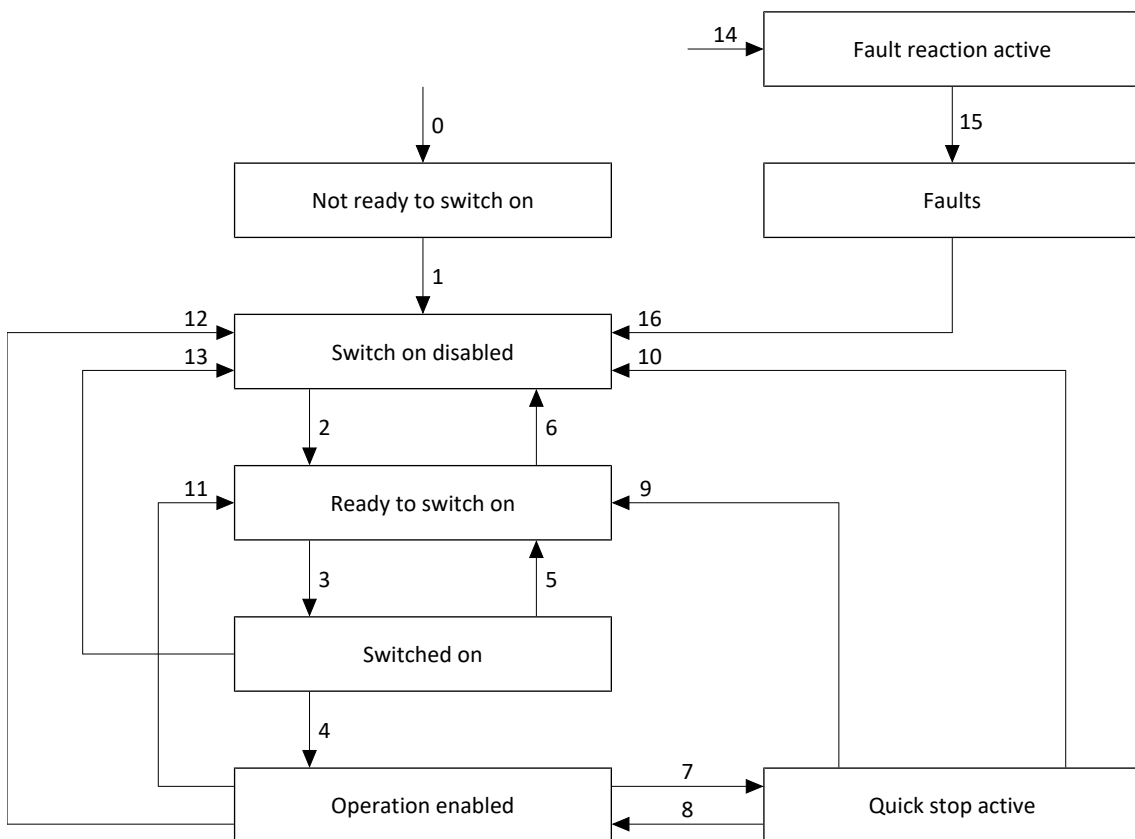 14
Fault reaction active
0
15
Not ready to switch on
Faults
1
12
16
Switch on disabled
13
10
2
6
11
9
Ready to switch on
3
5
Switched on
4
7
Operation enabled
8
Quick stop active